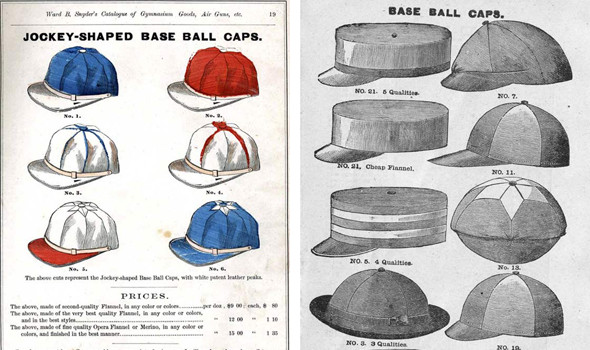 Ward B. Snyder's Catalogue of Gymnasium Goods, Air Guns, etc. 19
JOCKEY-SHAPED BASE BALL CAPS.
No. 1. No. 2.
No. 3. No. 4.
No. 5. No. 6.
The above cuts represent the Jockey-shaped Base Ball Caps, with white patent leather peaks.
PRICES.
The above, made of second-quality Flannel, in any color or colors per doz., $9 00 ; each, $ 80
The above, made of the very best quality Flannel, in any color or colors,
and in the best styles " 12 00 " 1 10
The above, made of fine quality Opera Flannel or Merino, in any color or
colors, and finished in the best manner " 15 00 " 1 35
BASE BALL CAPS.
NO. 21. 5 Qualities. NO. 7.
NO. 21, Cheap Flannel. NO. 11.
NO. 5. 4 Qualities. NO. 13.
NO. 3. 3 Qualities. NO. 19.